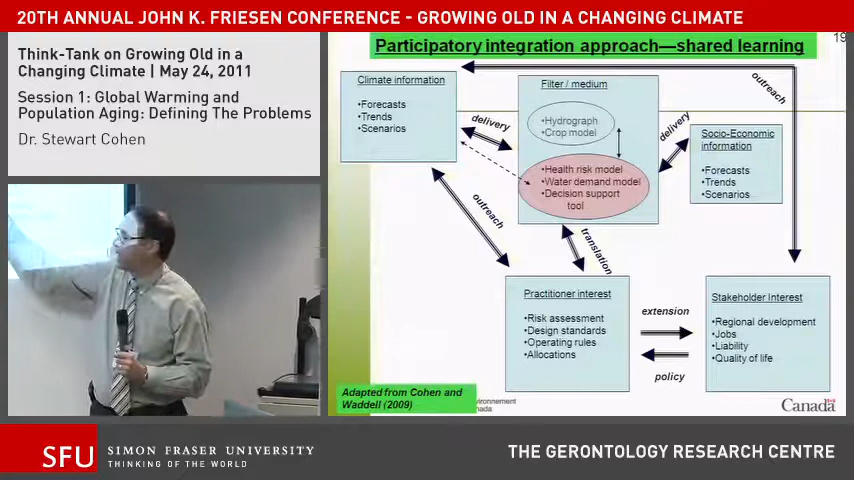 20TH ANNUAL JOHN K. FRIESEN CONFERENCE - GROWING OLD IN A CHANGING CLIMATE
Think-Tank on Growing Old in a
Changing Climate | May 24, 2011
Session 1: Global Warming and
Population Aging: Defining The Problems
Dr. Stewart Cohen
19
Participatory integration approach—shared learning
Climate information
•Forecasts
•Trends
•Scenarios
delivery
Filter / medium
•Hydrograph
•Crop model
•Health risk model
•Water demand model
•Decision support
tool
delivery
outreach
Socio-Economic
information
•Forecasts
•Trends
•Scenarios
outreach
translation
Practitioner interest
•Risk assessment
•Design standards
•Operating rules
•Allocations
extension
policy
Stakeholder Interest
•Regional development
•Jobs
•Liability
•Quality of life
Adapted from Cohen and
Waddell (2009)
Canada
SFU
SIMON FRASER UNIVERSITY
THINKING OF THE WORLD
THE GERONTOLOGY RESEARCH CENTRE